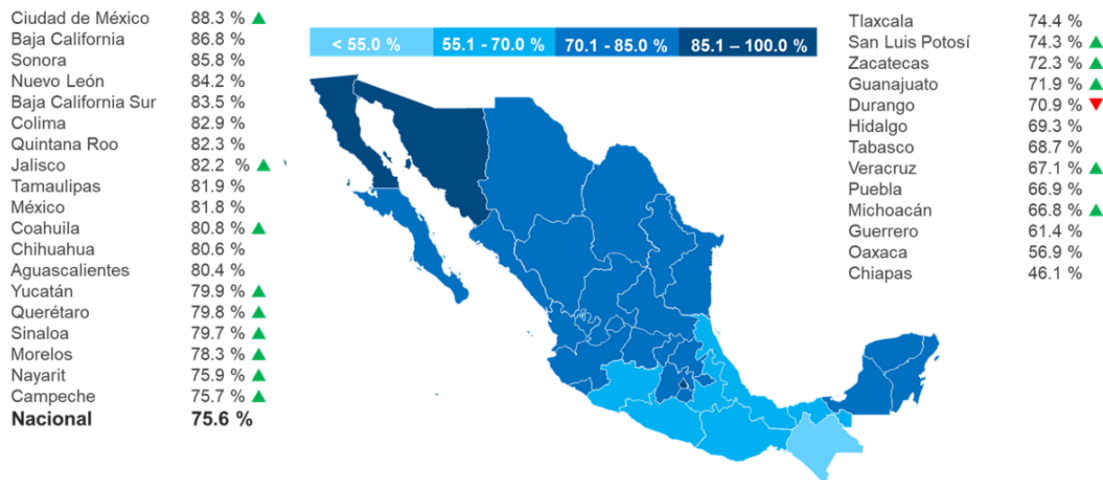 Ciudad de México 88.3 % ▲
Baja California 86.8 %
Sonora 85.8 %
Nuevo León 84.2 %
Baja California Sur 83.5 %
Colima 82.9 %
Quintana Roo 82.3 %
Jalisco 82.2 % ▲
Tamaulipas 81.9 %
México 81.8 %
Coahuila 80.8 % ▲
Chihuahua 80.6 %
Aguascalientes 80.4 %
Yucatán 79.9 % ▲
Querétaro 79.8 % ▲
Sinaloa 79.7 % ▲
Morelos 78.3 % ▲
Nayarit 75.9 % ▲
Campeche 75.7 % ▲
Nacional 75.6 %
< 55.0 % 55.1 - 70.0 % 70.1 - 85.0 % 85.1 – 100.0 %
Tlaxcala 74.4 %
San Luis Potosí 74.3 % ▲
Zacatecas 72.3 % ▲
Guanajuato 71.9 % ▲
Durango 70.9 % ▼
Hidalgo 69.3 %
Tabasco 68.7 %
Veracruz 67.1 % ▲
Puebla 66.9 %
Michoacán 66.8 % ▲
Guerrero 61.4 %
Oaxaca 56.9 %
Chiapas 46.1 %